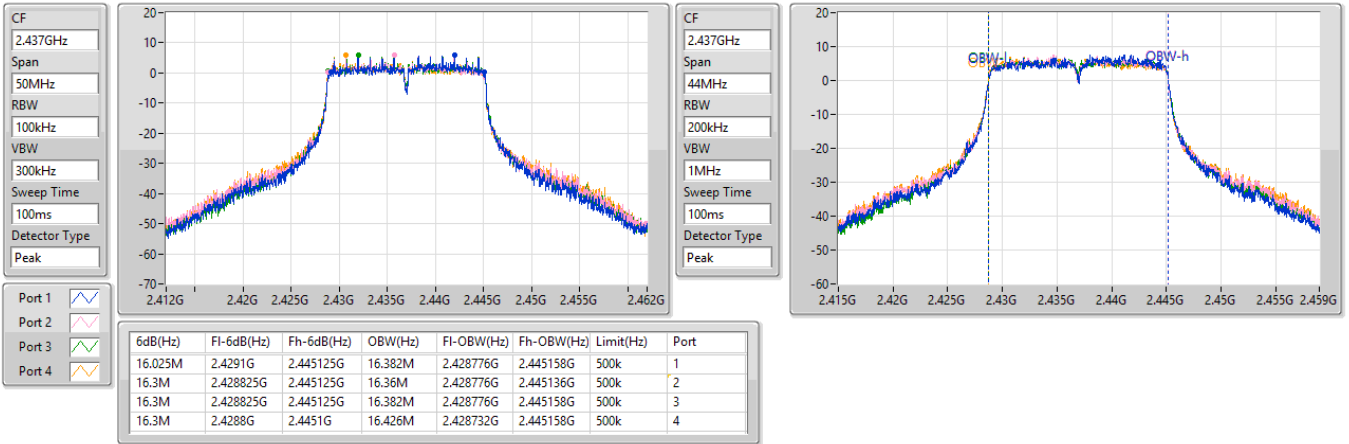 CF
2.437GHz
Span
50MHz
RBW
100kHz
VBW
300kHz
Sweep Time
100ms
Detector Type
Peak
20
10
0
-10
-20
-30
-40
-50
-60
-70
2.412G 2.42G 2.425G 2.43G 2.435G 2.44G 2.445G 2.45G 2.455G 2.462G
CF
2.437GHz
Span
44MHz
RBW
200kHz
VBW
1MHz
Sweep Time
100ms
Detector Type
Peak
20
10
0
-10
-20
-30
-40
-50
-60
OBW-l OBW-h
2.415G 2.42G 2.425G 2.43G 2.435G 2.44G 2.445G 2.45G 2.455G 2.459G
Port 1
Port 2
Port 3
Port 4
6dB(Hz) Fl-6dB(Hz) Fh-6dB(Hz) OBW(Hz) Fl-OBW(Hz) Fh-OBW(Hz) Limit(Hz) Port
16.025M 2.4291G 2.445125G 16.382M 2.428776G 2.445158G 500k 1
16.3M 2.428825G 2.445125G 16.36M 2.428776G 2.445136G 500k 2
16.3M 2.428825G 2.445125G 16.382M 2.428776G 2.445158G 500k 3
16.3M 2.4288G 2.4451G 16.426M 2.428732G 2.445158G 500k 4